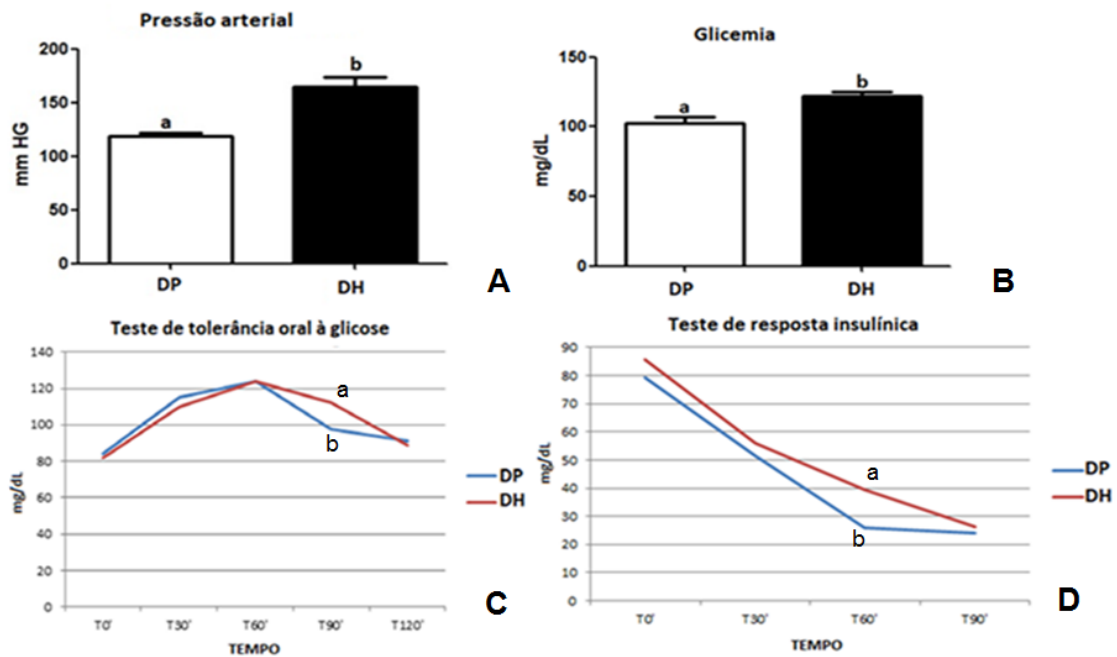 Pressão arterial
200
150
100
50
0
mm HG
a
b
DP
DH
A
Glicemia
150
100
50
0
mg/dL
a
b
DP
DH
B
Teste de tolerância oral à glicose
140
120
100
80
60
40
20
0
mg/dL
a
b
DP
DH
T0' T30' T60' T90' T120'
TEMPO
C
Teste de resposta insulínica
90
80
70
60
50
40
30
20
10
0
mg/dL
a
b
DP
DH
T0' T30' T60' T90'
TEMPO
D